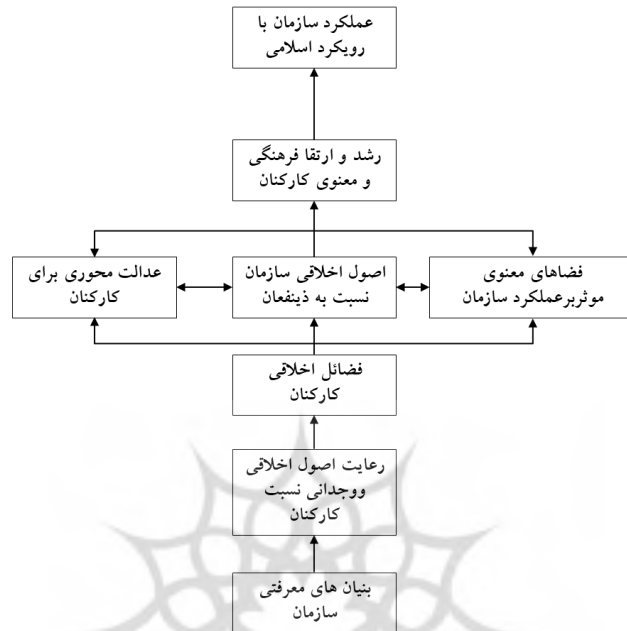 عملکرد سازمان با
رویکرد اسلامی
رشد و ارتقا فرهنگی
و معنوی کارکنان
فضاهای معنوی
موثربرعملکرد سازمان
اصول اخلاقی سازمان
نسبت به ذینفعان
عدالت محوری برای
کارکنان
فضائل اخلاقی
کارکنان
رعایت اصول اخلاقی
ووجدانی نسبت
کارکنان
بنیان های معرفتی
سازمان